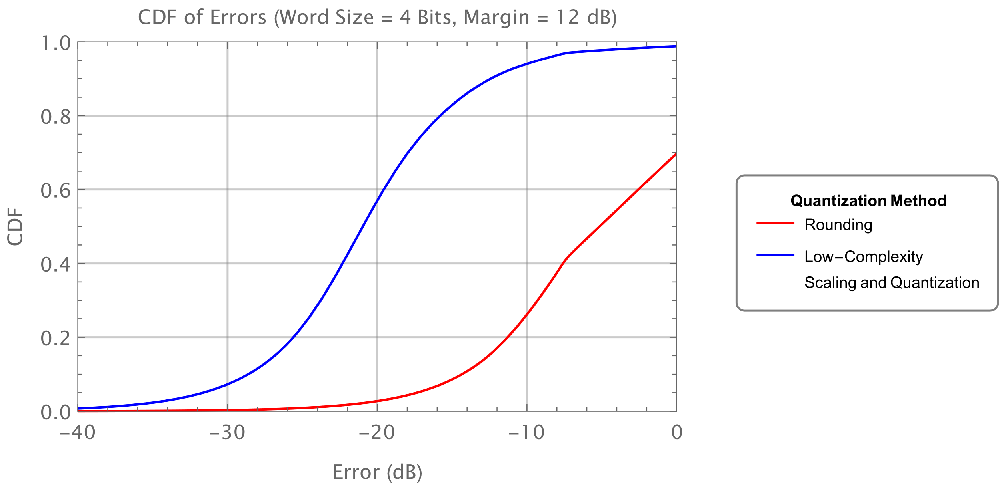 CDF of Errors (Word Size = 4 Bits, Margin = 12 dB)
1.0
0.8
0.6
0.4
0.2
0.0
CDF
−40 −30 −20 −10 0
Error (dB)
Quantization Method
Rounding
Low−Complexity
Scaling and Quantization